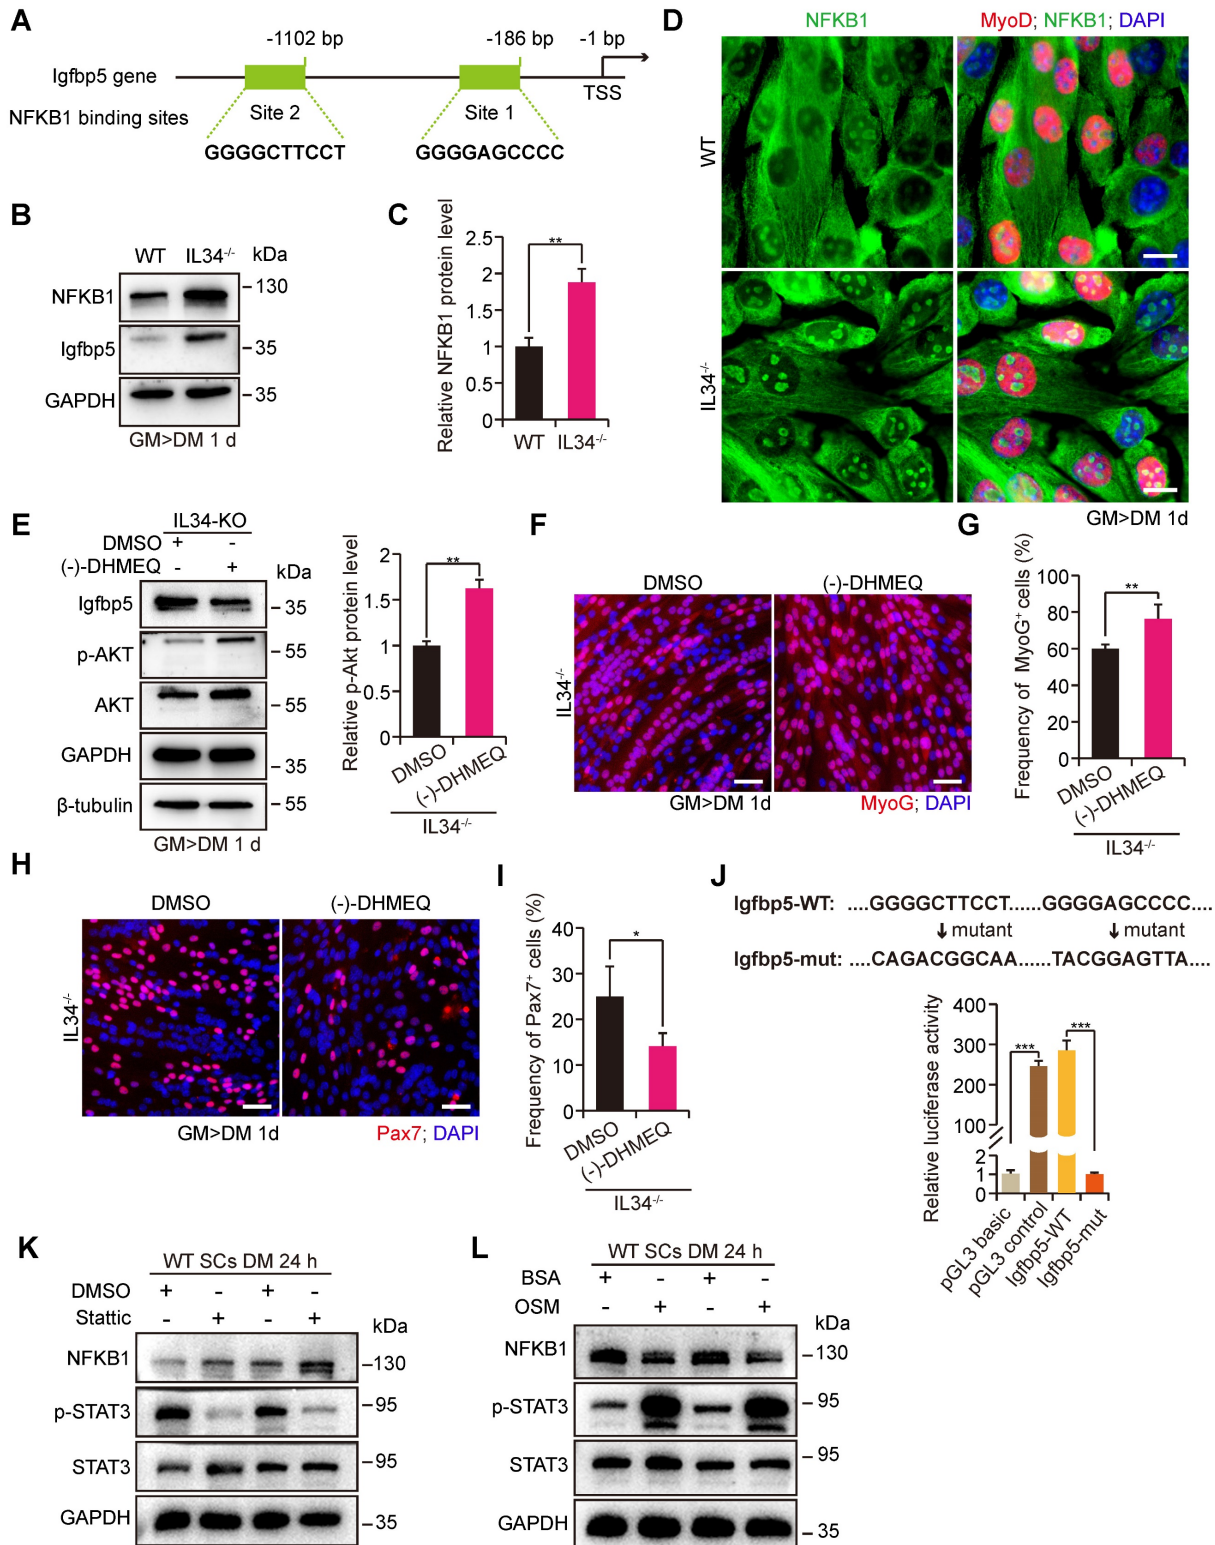 A
-1102 bp
-186 bp
-1 bp
Igfbp5 gene
TSS
NFKB1 binding sites
Site 2
Site 1
GGGGCTTCCT
GGGGAGCCCC
B
WT IL34-/- kDa
NFKB1
130
Igfbp5
35
GAPDH
35
GM>DM 1 d
C
Relative NFKB1 protein level
2.5
2
1.5
1
0.5
0
**
WT IL34-/-
D
NFKB1
MyoD; NFKB1; DAPI
WT
IL34-/-
GM>DM 1d
E
IL34-KO
DMSO + -
(-)-DHMEQ - +
kDa
Igfbp5
35
p-AKT
55
AKT
55
GAPDH
35
β-tubulin
55
GM>DM 1 d
Relative p-Akt protein level
2
1.5
1
0.5
0
**
DMSO
(-)-DHMEQ
IL34-/-
F
DMSO
(-)-DHMEQ
IL34-/-
GM>DM 1d
MyoG; DAPI
G
Frequency of MyoG+ cells (%)
100
80
60
40
20
0
**
DMSO
(-)-DHMEQ
IL34-/-
H
DMSO
(-)-DHMEQ
IL34-/-
GM>DM 1d
Pax7; DAPI
I
Frequency of Pax7+ cells (%)
40
30
20
10
0
*
DMSO
(-)-DHMEQ
IL34-/-
J
Igfbp5-WT: ....GGGGCTTCCT......GGGGAGCCCC....
↓ mutant ↓ mutant
Igfbp5-mut: ....CAGACGGCAA......TACGGAGTTA....
Relative luciferase activity
400
300
200
100
2
1
0
***
***
pGL3 basic
pGL3 control
Igfbp5-WT
Igfbp5-mut
K
WT SCs DM 24 h
DMSO + - + -
Stattic - + - +
kDa
NFKB1
130
p-STAT3
95
STAT3
95
GAPDH
35
L
WT SCs DM 24 h
BSA + - + -
OSM - + - +
kDa
NFKB1
130
p-STAT3
95
STAT3
95
GAPDH
35